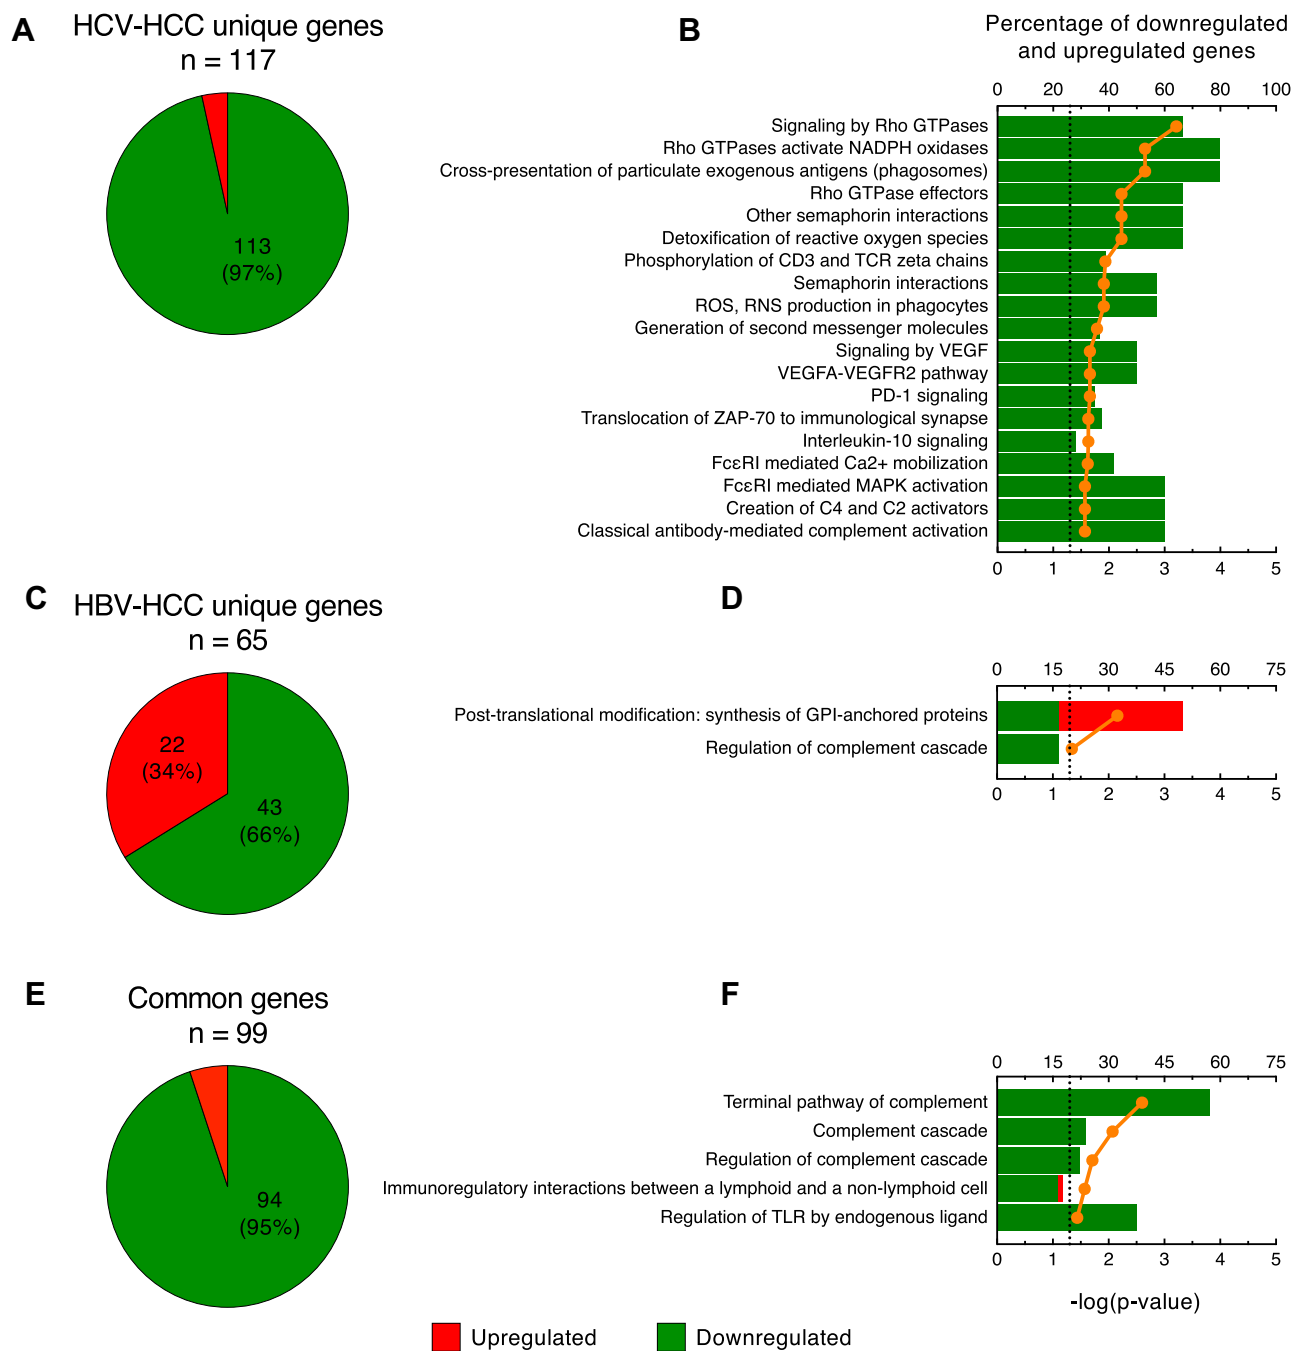 A
HCV-HCC unique genes
n = 117
113
(97%)
B
Percentage of downregulated
and upregulated genes
0 20 40 60 80 100
Signaling by Rho GTPases
Rho GTPases activate NADPH oxidases
Cross-presentation of particulate exogenous antigens (phagosomes)
Rho GTPase effectors
Other semaphorin interactions
Detoxification of reactive oxygen species
Phosphorylation of CD3 and TCR zeta chains
Semaphorin interactions
ROS, RNS production in phagocytes
Generation of second messenger molecules
Signaling by VEGF
VEGFA-VEGFR2 pathway
PD-1 signaling
Translocation of ZAP-70 to immunological synapse
Interleukin-10 signaling
FcεRI mediated Ca2+ mobilization
FcεRI mediated MAPK activation
Creation of C4 and C2 activators
Classical antibody-mediated complement activation
0 1 2 3 4 5
C
HBV-HCC unique genes
n = 65
22
(34%)
43
(66%)
D
0 15 30 45 60 75
Post-translational modification: synthesis of GPI-anchored proteins
Regulation of complement cascade
0 1 2 3 4 5
E
Common genes
n = 99
94
(95%)
F
0 15 30 45 60 75
Terminal pathway of complement
Complement cascade
Regulation of complement cascade
Immunoregulatory interactions between a lymphoid and a non-lymphoid cell
Regulation of TLR by endogenous ligand
0 1 2 3 4 5
-log(p-value)
Upregulated
Downregulated